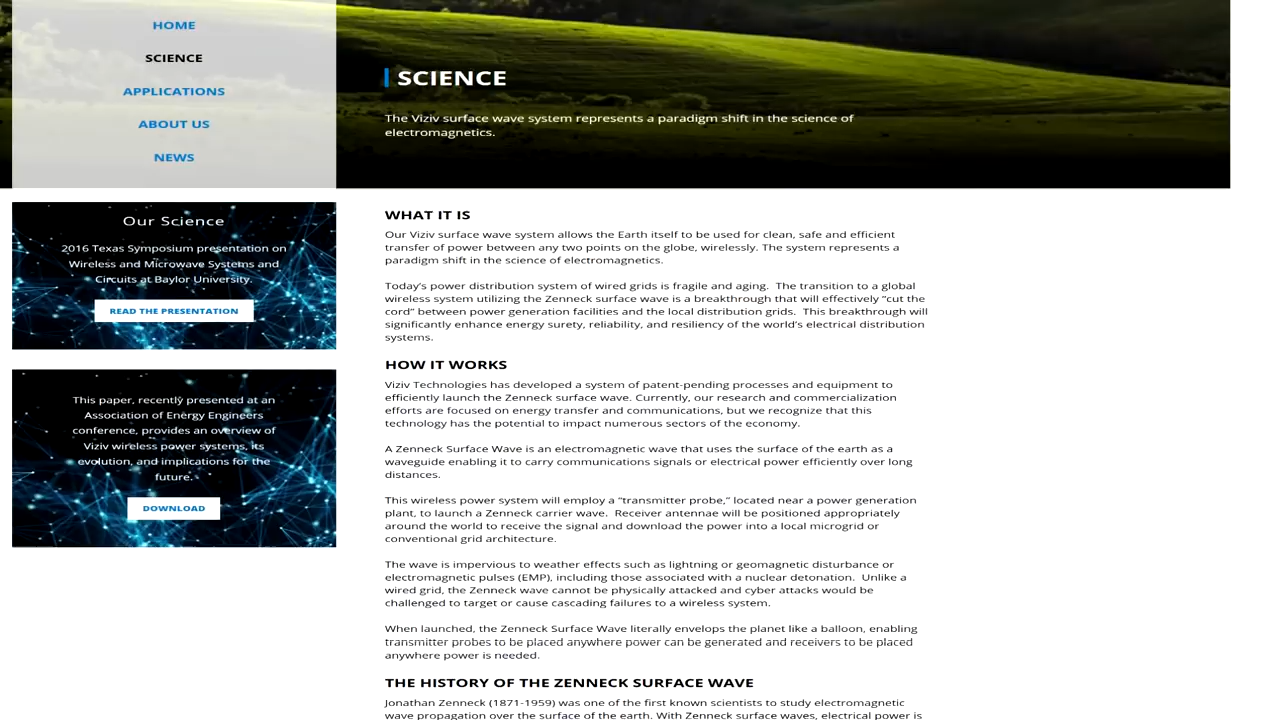 HOME
SCIENCE
APPLICATIONS
ABOUT US
NEWS
SCIENCE
The Viziv surface wave system represents a paradigm shift in the science of
electromagnetics.
Our Science
2016 Texas Symposium presentation on
Wireless and Microwave Systems and
Circuits at Baylor University.
READ THE PRESENTATION
This paper, recently presented at an
Association of Energy Engineers
conference, provides an overview of
Viziv wireless power systems, its
evolution, and implications for the
future.
DOWNLOAD
WHAT IT IS
Our Viziv surface wave system allows the Earth itself to be used for clean, safe and efficient
transfer of power between any two points on the globe, wirelessly. The system represents a
paradigm shift in the science of electromagnetics.
Today’s power distribution system of wired grids is fragile and aging.  The transition to a global
wireless system utilizing the Zenneck surface wave is a breakthrough that will effectively “cut the
cord” between power generation facilities and the local distribution grids.  This breakthrough will
significantly enhance energy surety, reliability, and resiliency of the world’s electrical distribution
systems.
HOW IT WORKS
Viziv Technologies has developed a system of patent-pending processes and equipment to
efficiently launch the Zenneck surface wave. Currently, our research and commercialization
efforts are focused on energy transfer and communications, but we recognize that this
technology has the potential to impact numerous sectors of the economy.
A Zenneck Surface Wave is an electromagnetic wave that uses the surface of the earth as a
waveguide enabling it to carry communications signals or electrical power efficiently over long
distances.
This wireless power system will employ a “transmitter probe,” located near a power generation
plant, to launch a Zenneck carrier wave.  Receiver antennae will be positioned appropriately
around the world to receive the signal and download the power into a local microgrid or
conventional grid architecture.
The wave is impervious to weather effects such as lightning or geomagnetic disturbance or
electromagnetic pulses (EMP), including those associated with a nuclear detonation.  Unlike a
wired grid, the Zenneck wave cannot be physically attacked and cyber attacks would be
challenged to target or cause cascading failures to a wireless system.
When launched, the Zenneck Surface Wave literally envelops the planet like a balloon, enabling
transmitter probes to be placed anywhere power can be generated and receivers to be placed
anywhere power is needed.
THE HISTORY OF THE ZENNECK SURFACE WAVE
Jonathan Zenneck (1871-1959) was one of the first known scientists to study electromagnetic
wave propagation over the surface of the earth. With Zenneck surface waves, electrical power is